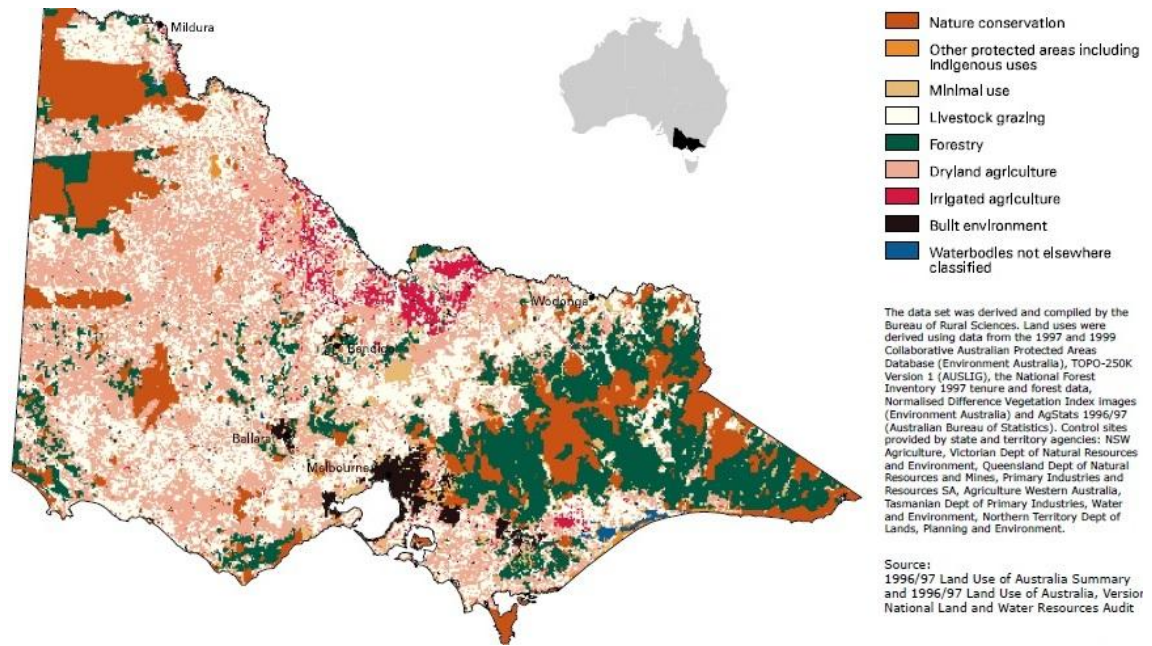 Mildura
Wodonga
Bendigo
Ballara
Melbourne
Nature conservation
Other protected areas including
Indigenous uses
Minimal use
Livestock grazing
Forestry
Dryland agriculture
Irrigated agriculture
Built environment
Waterbodies not elsewhere
classified
The data set was derived and compiled by the
Bureau of Rural Sciences. Land uses were
derived using data from the 1997 and 1999
Collaborative Australian Protected Areas
Database (Environment Australia), TOPO-250K
Version 1 (AUSLIG), the National Forest
Inventory 1997 tenure and forest data,
Normalised Difference Vegetation Index images
(Environment Australia) and AgStats 1996/97
(Australian Bureau of Statistics). Control sites
provided by state and territory agencies: NSW
Agriculture, Victorian Dept of Natural Resources
and Environment, Queensland Dept of Natural
Resources and Mines, Primary Industries and
Resources SA, Agriculture Western Australia,
Tasmanian Dept of Primary Industries, Water
and Environment, Northern Territory Dept of
Lands, Planning and Environment.
Source:
1996/97 Land Use of Australia Summary
and 1996/97 Land Use of Australia, Version
National Land and Water Resources Audit